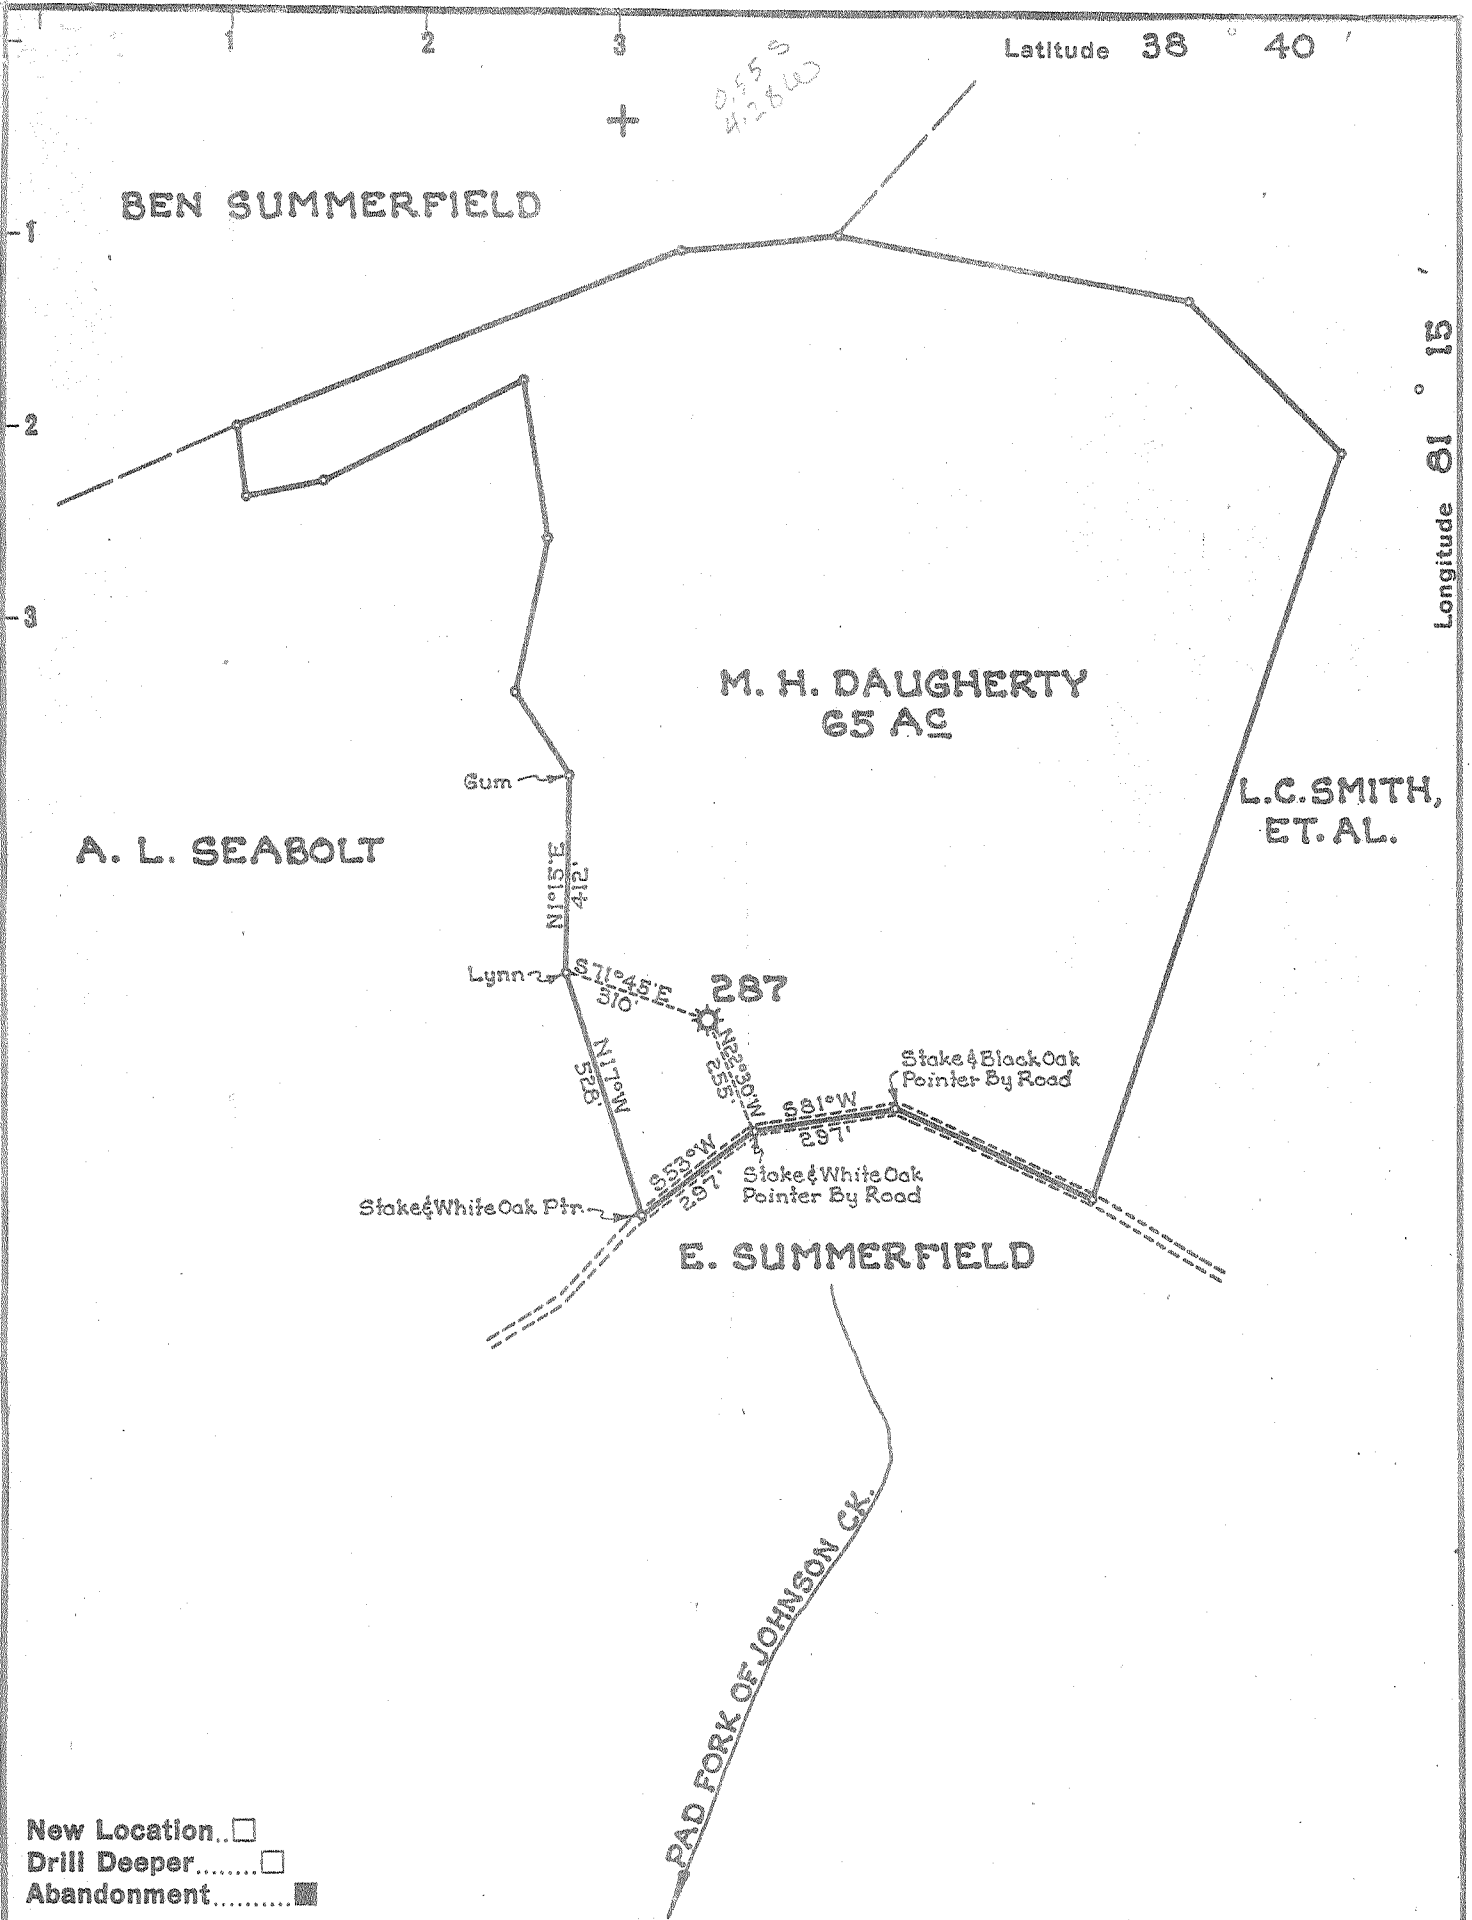 1 2 3
Latitude 38° 40'
0.55 S
4.28 W
BEN SUMMERFIELD
1
2
3
Longitude 81° 15'
M. H. DAUGHERTY
65 Ac
Gum
L.C. SMITH,
ET. AL.
A. L. SEABOLT
N1°15'E
412'
Lynn
S71°45'E
310'
287
N17°W
528'
N22°30'W
255'
Stake & Black Oak
Pointer By Road
S81°W
297'
S53°W
297'
Stake & White Oak
Pointer By Road
Stake & White Oak Ptr.
E. SUMMERFIELD
PAD FORK OF JOHNSON CK.
New Location..
Drill Deeper........
Abandonment..........